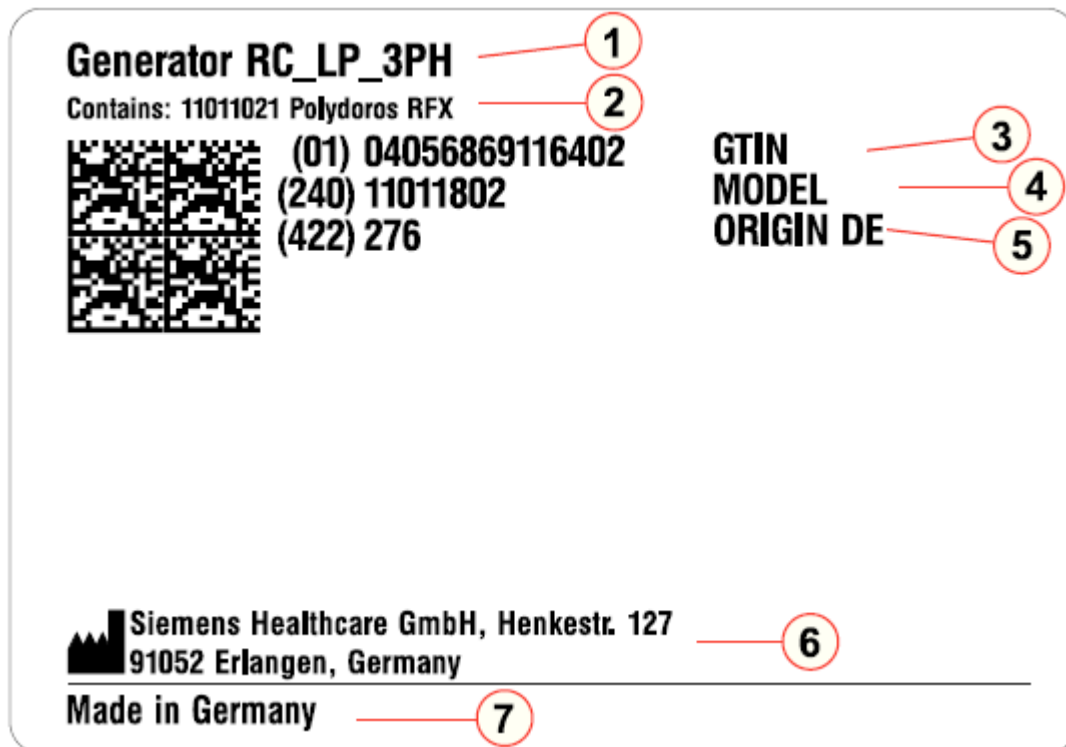 Generator RC_LP_3PH 1
Contains: 11011021 Polydoros RFX 2
(01) 04056869116402 GTIN 3
(240) 11011802 MODEL 4
(422) 276 ORIGIN DE 5
Siemens Healthcare GmbH, Henkestr. 127
91052 Erlangen, Germany 6
Made in Germany 7